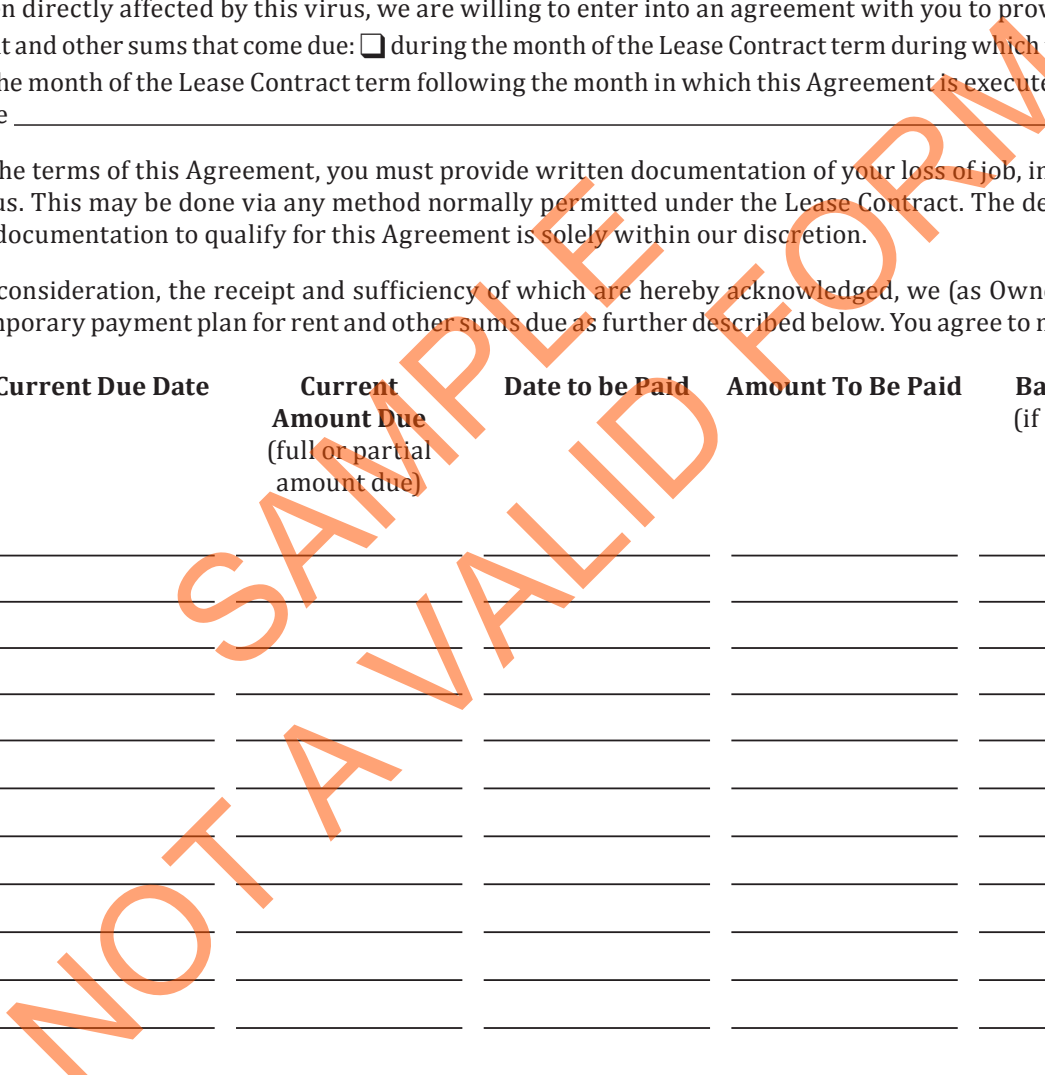 n directly affected by this virus, we are willing to enter into an agreement with you to prov
t and other sums that come due: ❏ during the month of the Lease Contract term during which
he month of the Lease Contract term following the month in which this Agreement is execute
e
he terms of this Agreement, you must provide written documentation of your loss of job, in
us. This may be done via any method normally permitted under the Lease Contract. The de
documentation to qualify for this Agreement is solely within our discretion.
consideration, the receipt and sufficiency of which are hereby acknowledged, we (as Owne
mporary payment plan for rent and other sums due as further described below. You agree to m
Current Due Date Current Amount Due (full or partial amount due) Date to be Paid Amount To Be Paid Ba (if
SAMPLE
NOT A VALID FORM